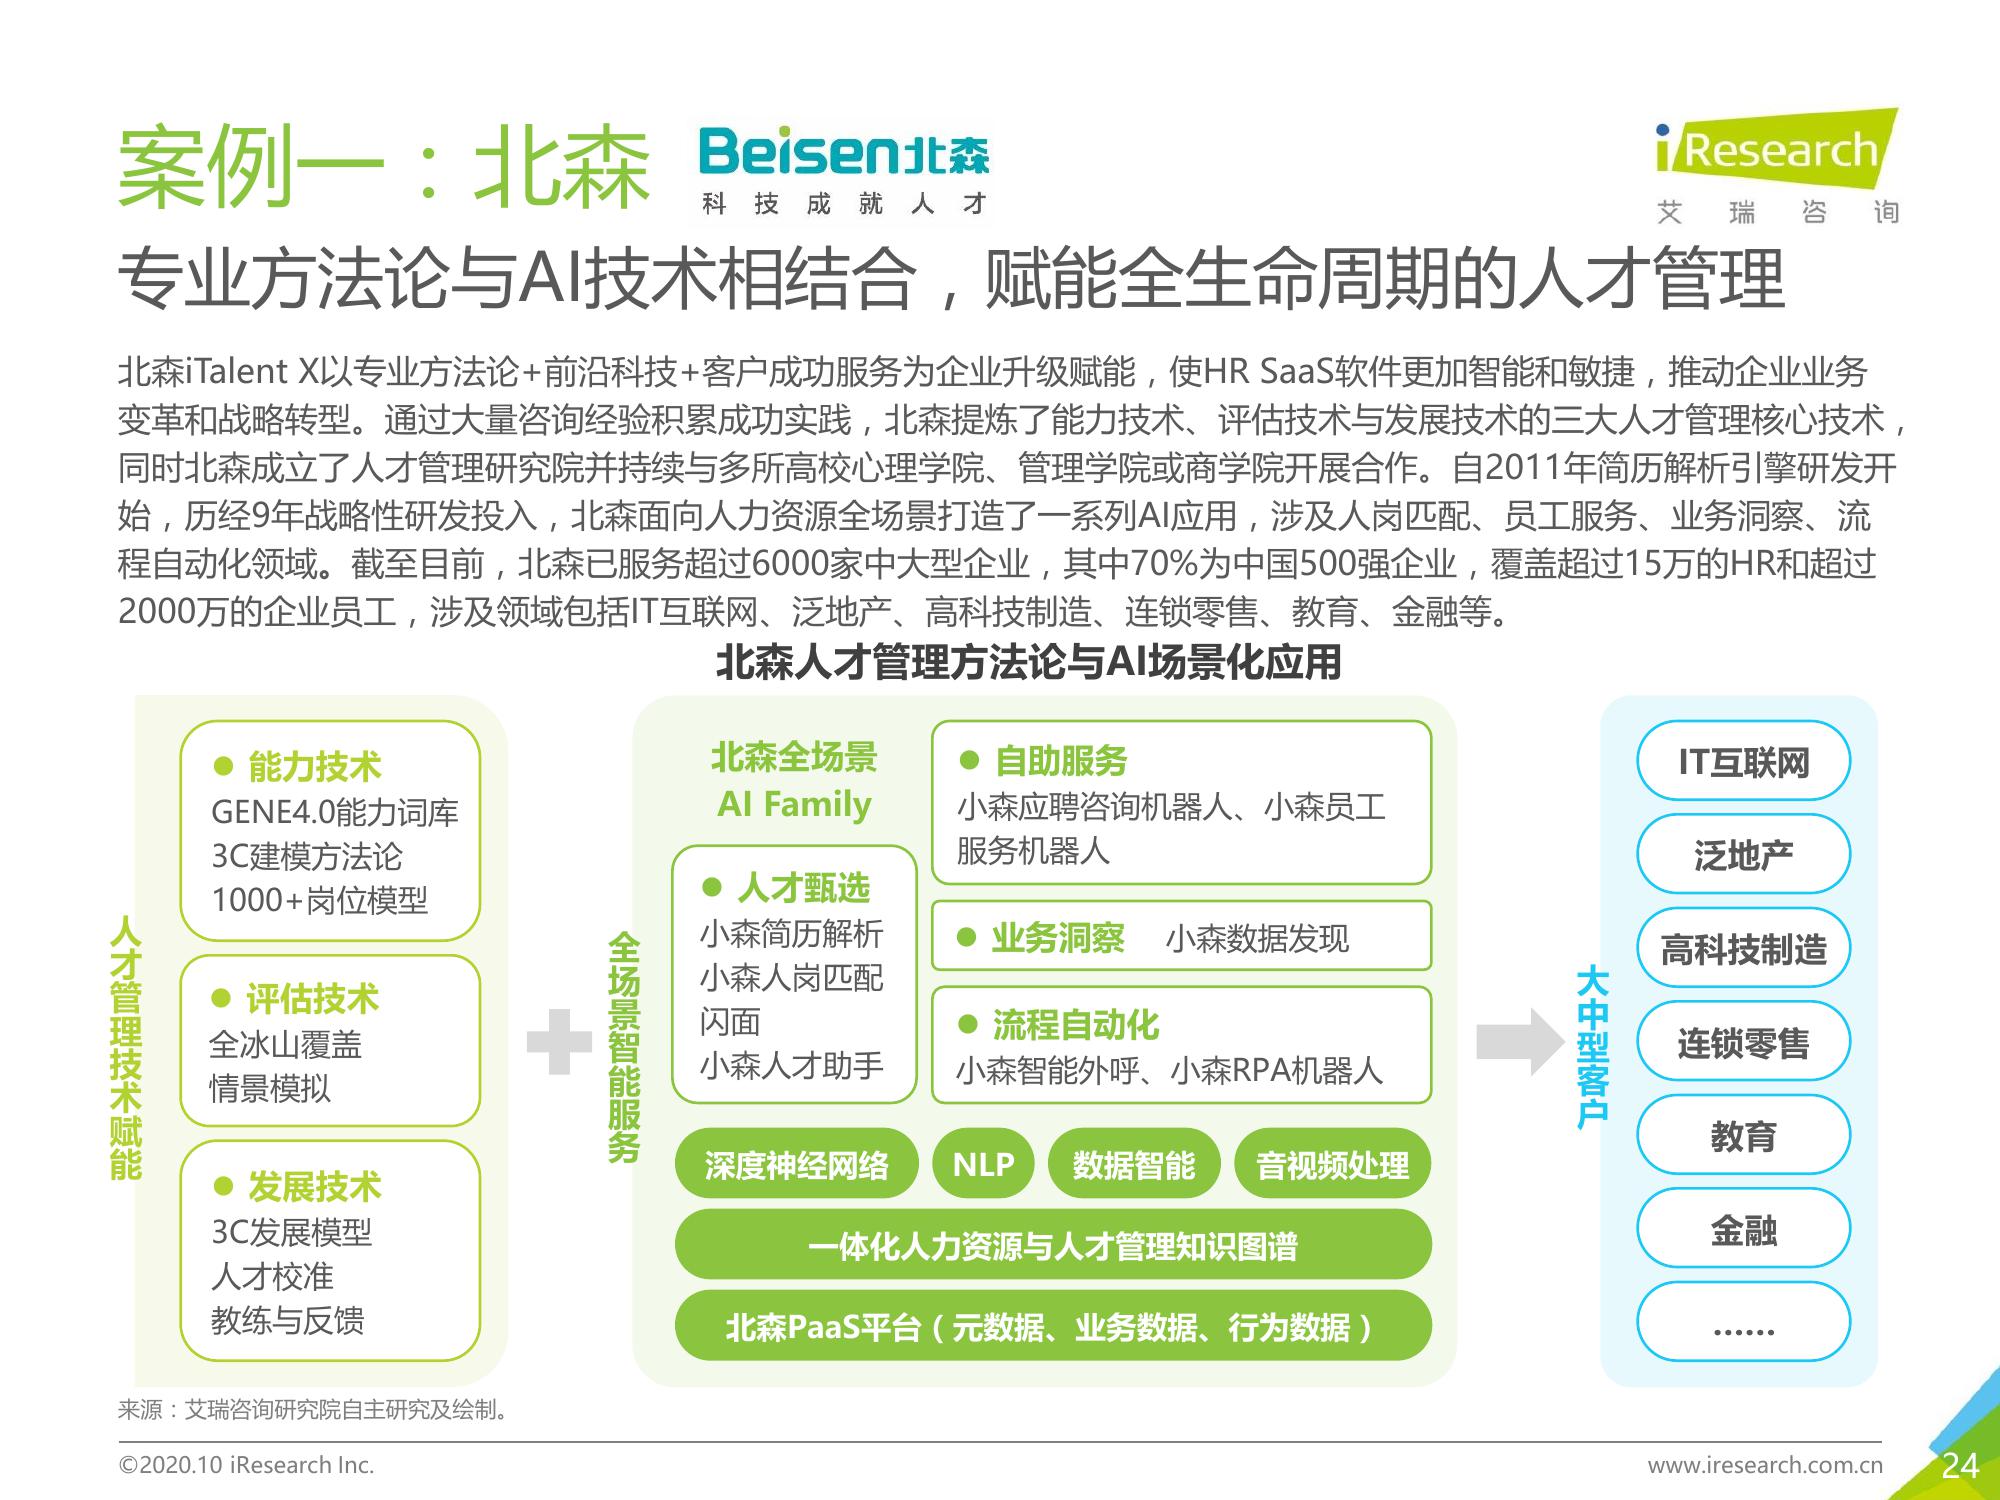 案例一：北森
Beisen北森
科技成就人才
iResearch
艾瑞咨询
专业方法论与AI技术相结合，赋能全生命周期的人才管理
北森iTalent X以专业方法论+前沿科技+客户成功服务为企业升级赋能，使HR SaaS软件更加智能和敏捷，推动企业业务
变革和战略转型。通过大量咨询经验积累成功实践，北森提炼了能力技术、评估技术与发展技术的三大人才管理核心技术，
同时北森成立了人才管理研究院并持续与多所高校心理学院、管理学院或商学院开展合作。自2011年简历解析引擎研发开
始，历经9年战略性研发投入，北森面向人力资源全场景打造了一系列AI应用，涉及人岗匹配、员工服务、业务洞察、流
程自动化领域。截至目前，北森已服务超过6000家中大型企业，其中70%为中国500强企业，覆盖超过15万的HR和超过
2000万的企业员工，涉及领域包括IT互联网、泛地产、高科技制造、连锁零售、教育、金融等。
北森人才管理方法论与AI场景化应用
人才管理技术赋能
● 能力技术
GENE4.0能力词库
3C建模方法论
1000+岗位模型
● 评估技术
全冰山覆盖
情景模拟
● 发展技术
3C发展模型
人才校准
教练与反馈
全场景智能服务
北森全场景
AI Family
● 人才甄选
小森简历解析
小森人岗匹配
闪面
小森人才助手
● 自助服务
小森应聘咨询机器人、小森员工
服务机器人
● 业务洞察 小森数据发现
● 流程自动化
小森智能外呼、小森RPA机器人
深度神经网络
NLP
数据智能
音视频处理
一体化人力资源与人才管理知识图谱
北森PaaS平台（元数据、业务数据、行为数据）
大中型客户
IT互联网
泛地产
高科技制造
连锁零售
教育
金融
……
来源：艾瑞咨询研究院自主研究及绘制。
©2020.10 iResearch Inc.
www.iresearch.com.cn
24